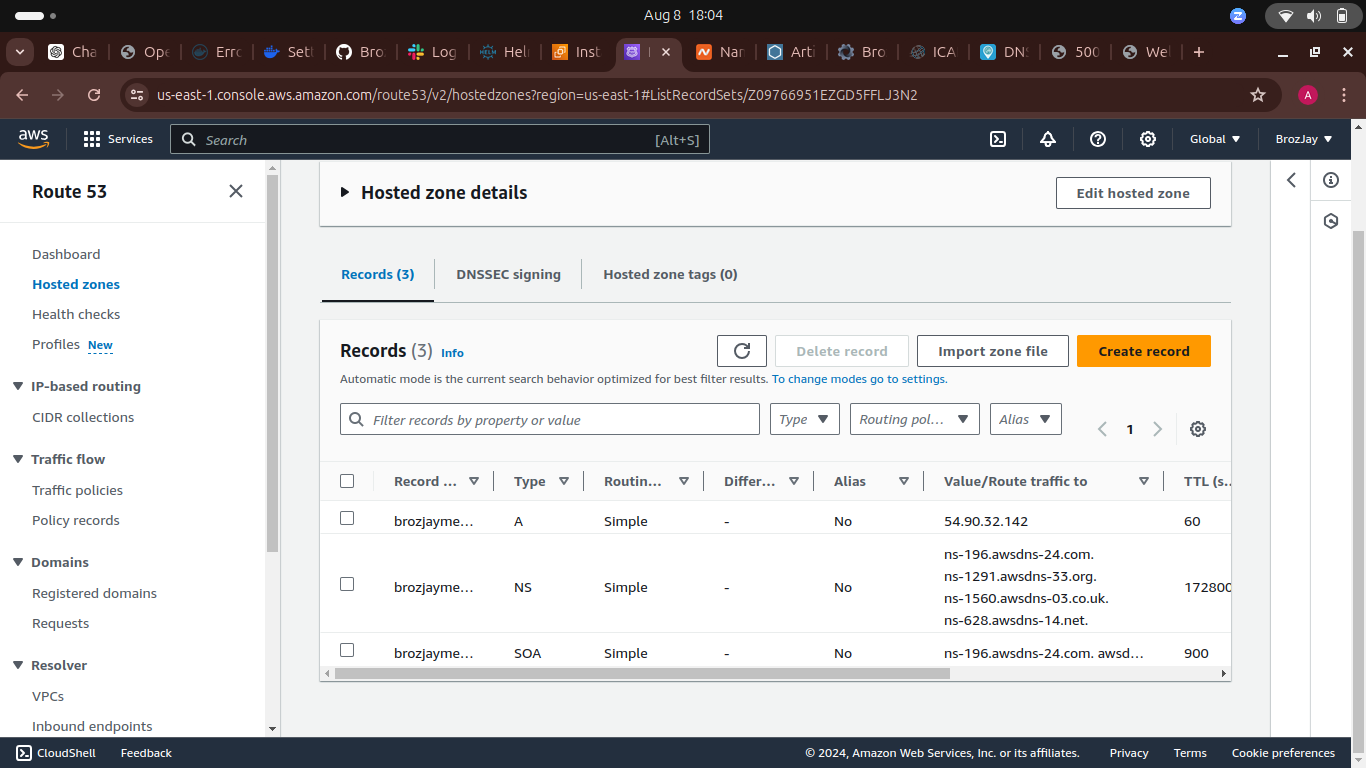 Aug 8 18:04
Cha
Ope
Erro
Sett
Bro
Log
Heln
Inst
Nar
Arti
Bro
ICA
DNS
500
Wel
us-east-1.console.aws.amazon.com/route53/v2/hostedzones?region=us-east-1#ListRecordSets/Z09766951EZGD5FFLJ3N2
A
aws
Services
Search
[Alt+S]
Global
BrozJay
Route 53
Dashboard
Hosted zones
Health checks
Profiles New
IP-based routing
CIDR collections
Traffic flow
Traffic policies
Policy records
Domains
Registered domains
Requests
Resolver
VPCs
Inbound endpoints
Hosted zone details
Edit hosted zone
Records (3)
DNSSEC signing
Hosted zone tags (0)
Records (3) Info
Delete record
Import zone file
Create record
Automatic mode is the current search behavior optimized for best filter results. To change modes go to settings.
Filter records by property or value
Type
Routing pol...
Alias
1
Record ... Type Routin... Differ... Alias Value/Route traffic to TTL (s..
brozjayme... A Simple - No 54.90.32.142 60
brozjayme... NS Simple - No ns-196.awsdns-24.com.
ns-1291.awsdns-33.org.
ns-1560.awsdns-03.co.uk.
ns-628.awsdns-14.net.
172800
brozjayme... SOA Simple - No ns-196.awsdns-24.com. awsd... 900
CloudShell
Feedback
© 2024, Amazon Web Services, Inc. or its affiliates.
Privacy
Terms
Cookie preferences